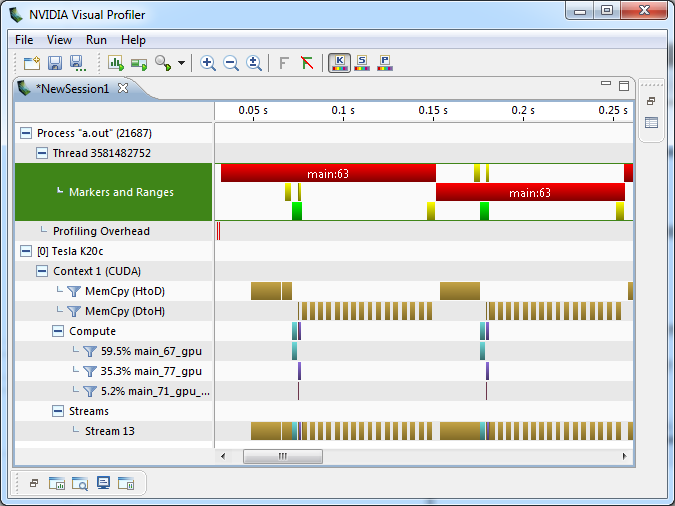 NVIDIA Visual Profiler
File View Run Help
*NewSession1
0.05 s 0.1 s 0.15 s 0.2 s 0.25 s
Process "a.out" (21687)
Thread 3581482752
main:63
Markers and Ranges
main:63
Profiling Overhead
[0] Tesla K20c
Context 1 (CUDA)
MemCpy (HtoD)
MemCpy (DtoH)
Compute
59.5% main_67_gpu
35.3% main_77_gpu
5.2% main_71_gpu_...
Streams
Stream 13
F K S P